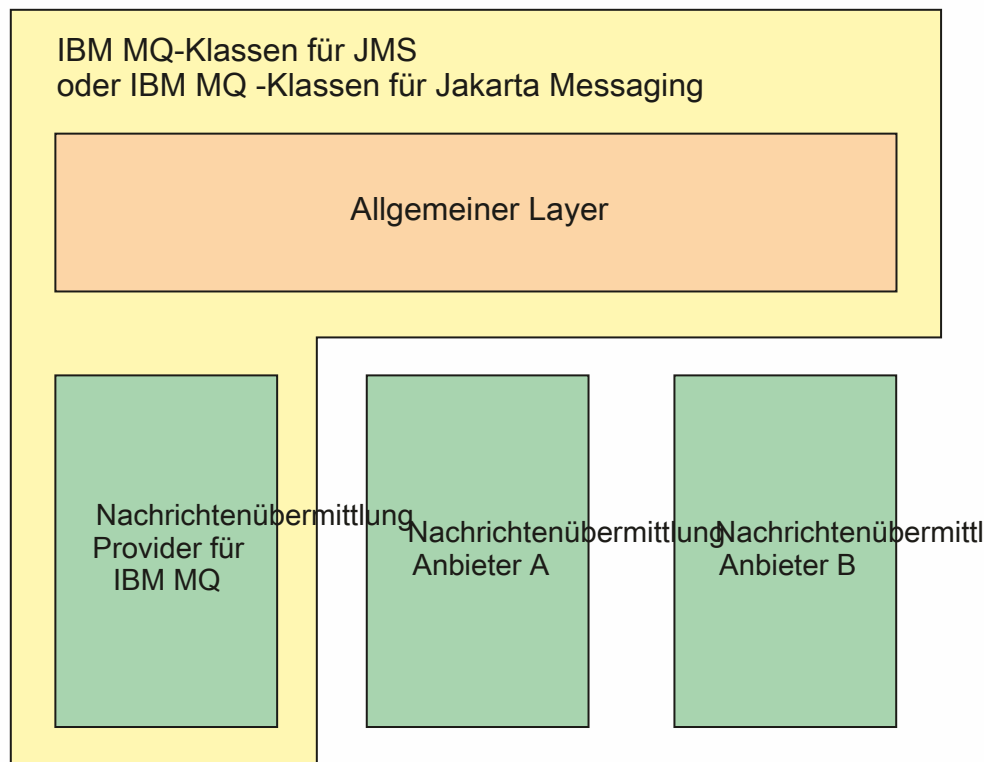 IBM MQ-Klassen für JMS
oder IBM MQ -Klassen für Jakarta Messaging
Allgemeiner Layer
Nachrichtenübermittlung
Provider für
IBM MQ
Nachrichtenübermittlung
Anbieter A
Nachrichtenübermittl
Anbieter B